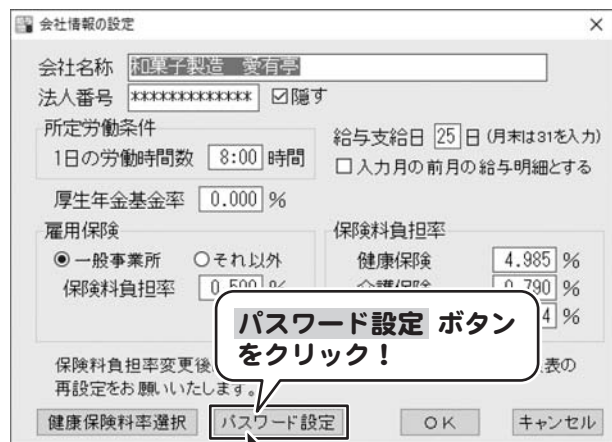 会社情報の設定
会社名称 和菓子製造 愛有亭
法人番号 ************* ☑隠す
所定労働条件
1日の労働時間数 8:00 時間
給与支給日 25 日 (月末は31を入力)
□入力月の前月の給与明細とする
厚生年金基金率 0.000 %
雇用保険
◉一般事業所 ○それ以外
保険料負担率 0.500 %
保険料負担率
健康保険 4.985 %
介護保険 0.790 %
4 %
パスワード設定 ボタン
をクリック！
保険料負担率変更後
表の
再設定をお願いいたします。
健康保険料率選択 パスワード設定 OK キャンセル